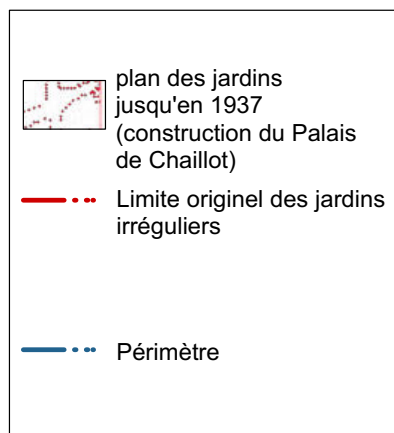 plan des jardins
jusqu'en 1937
(construction du Palais
de Chaillot)
Limite originel des jardins
irréguliers
Périmètre